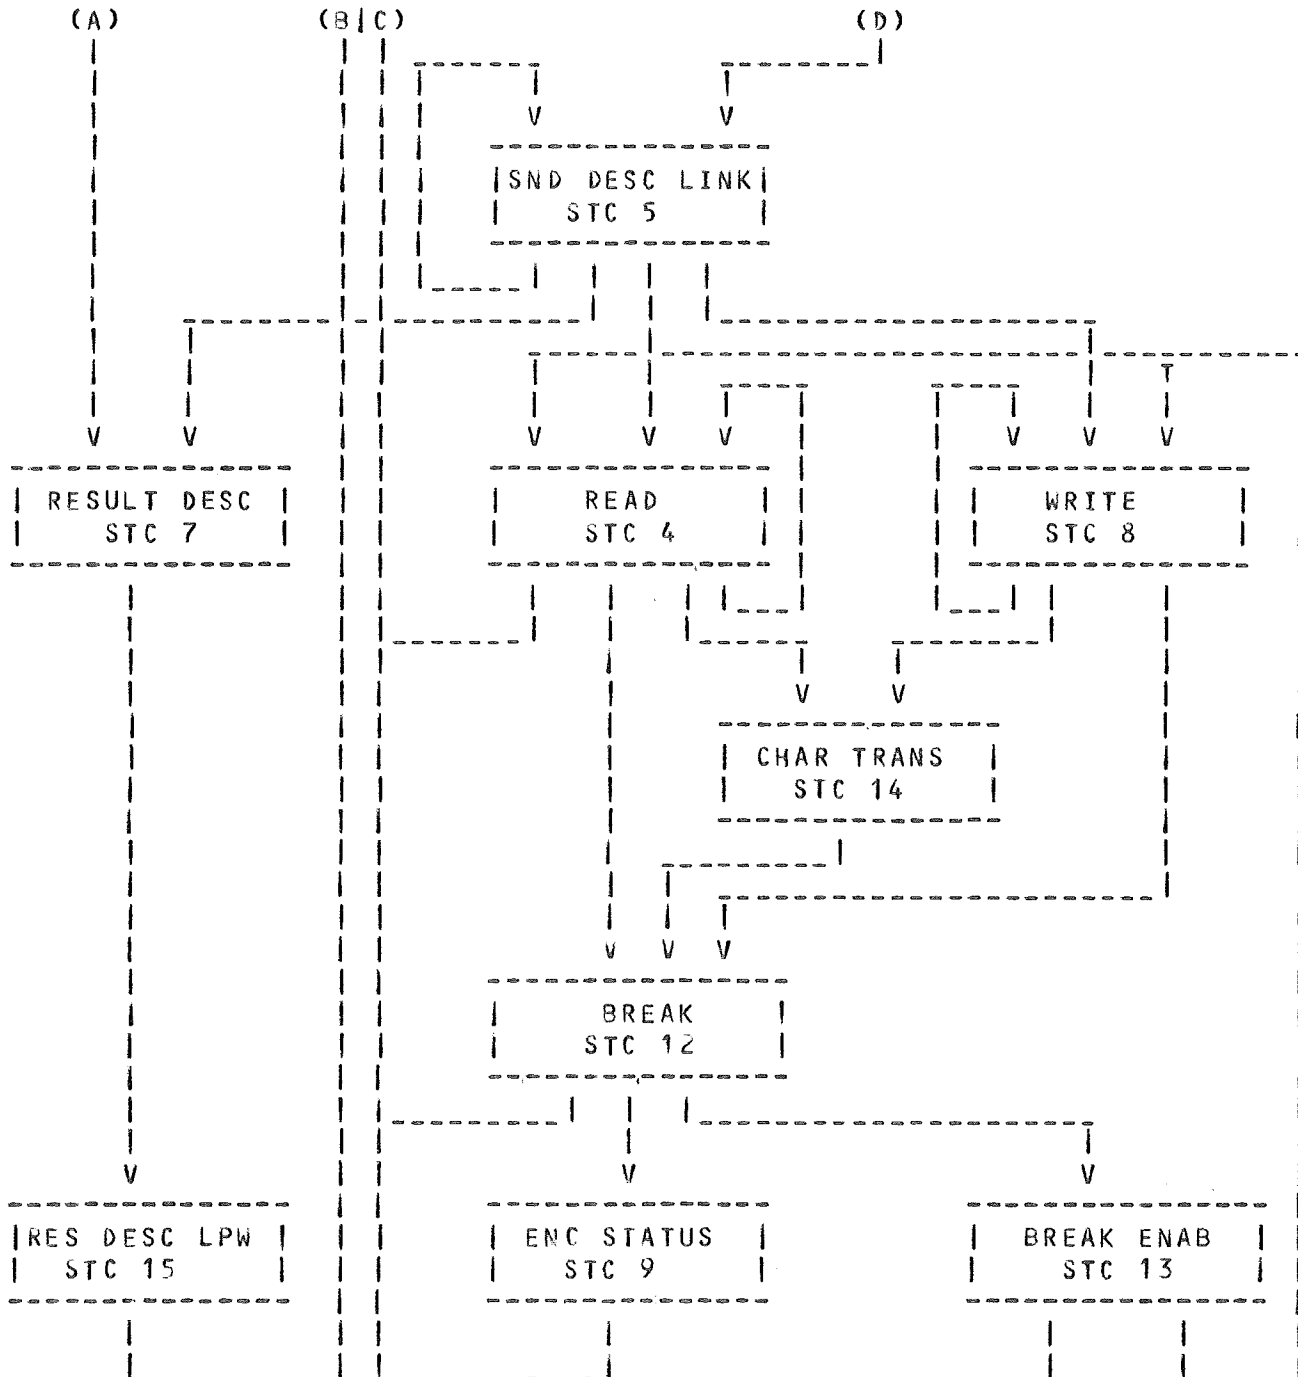 (A) (B|C) (D)
SND DESC LINK
STC 5
RESULT DESC READ WRITE
STC 7 STC 4 STC 8
CHAR TRANS
STC 14
BREAK
STC 12
RES DESC LPW ENC STATUS BREAK ENAB
STC 15 STC 9 STC 13